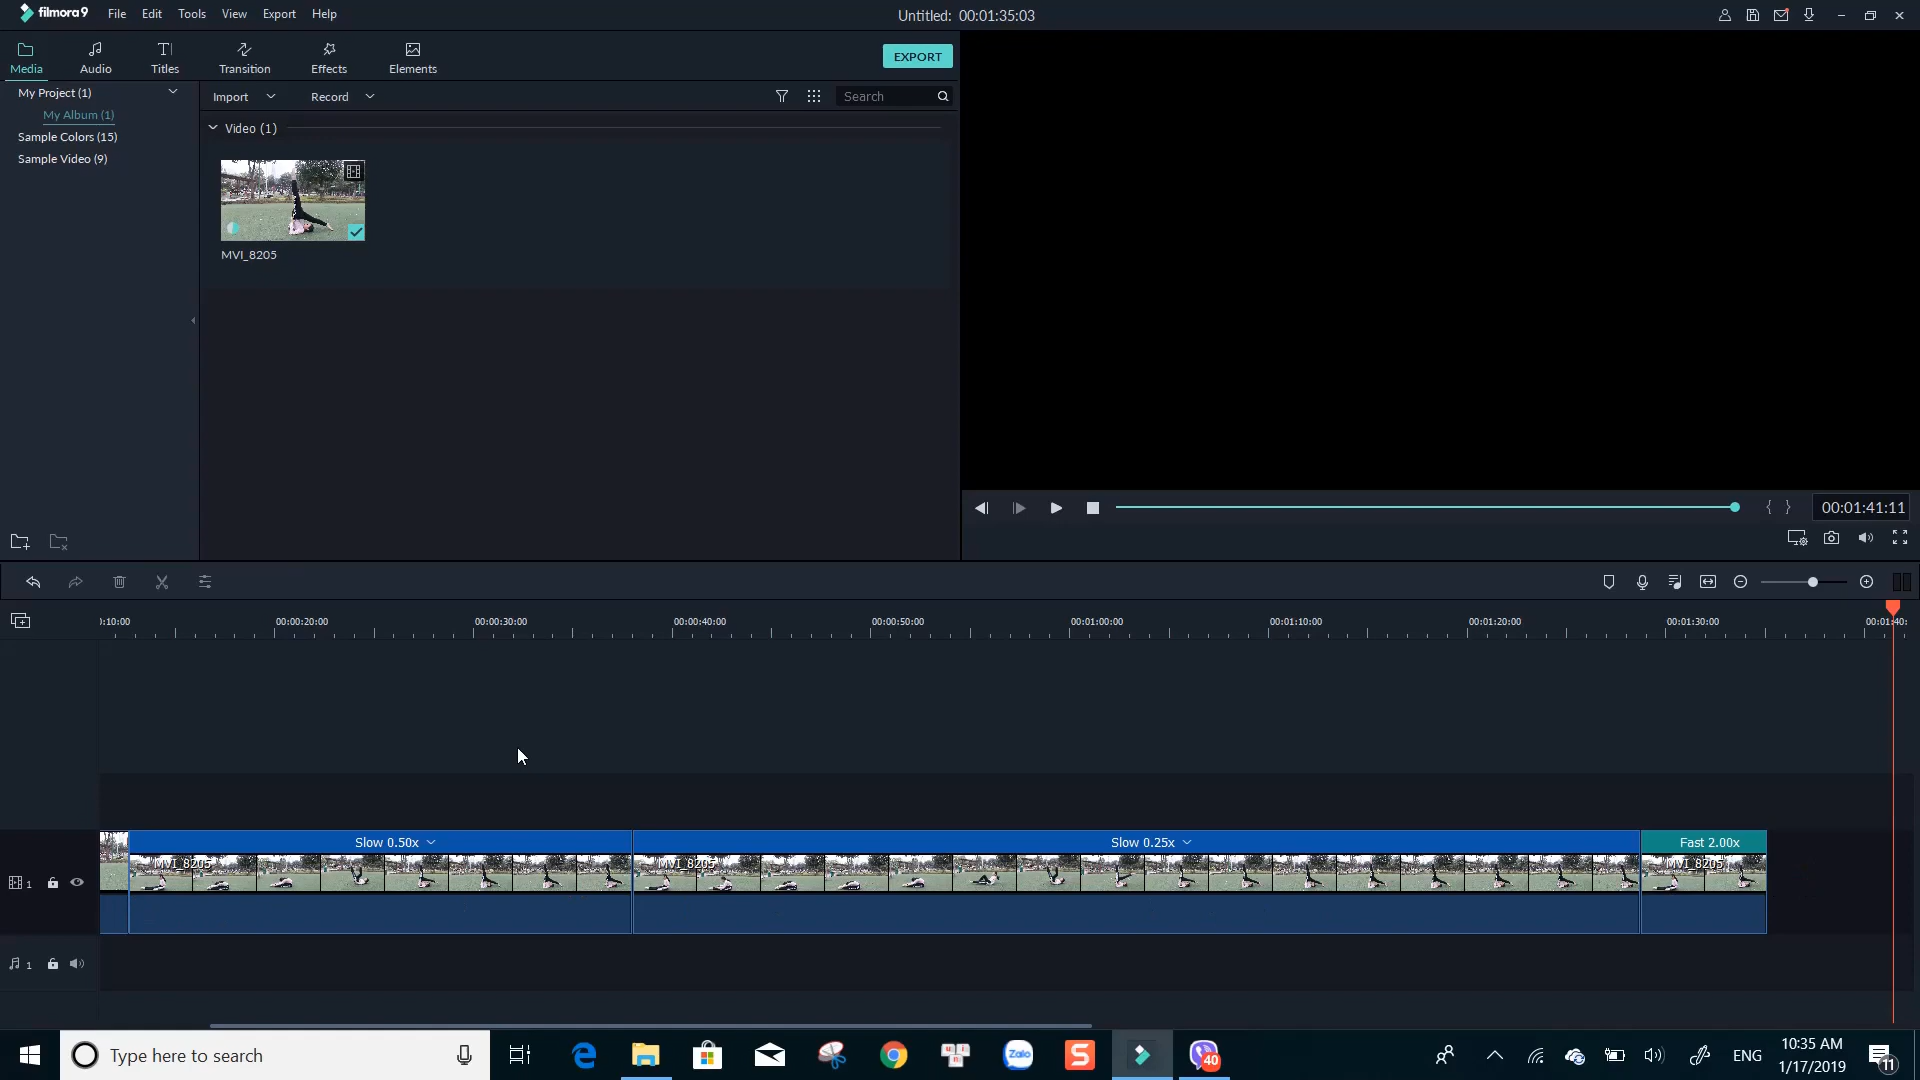 filmora9 File Edit Tools View Export Help
Untitled: 00:01:35:03
Media Audio Titles Transition Effects Elements
EXPORT
My Project (1)
My Album (1)
Sample Colors (15)
Sample Video (9)
Import Record Search
Video (1)
MVI_8205
00:01:41:11
):10:00 00:00:20:00 00:00:30:00 00:00:40:00 00:00:50:00 00:01:00:00 00:01:10:00 00:01:20:00 00:01:30:00 00:01:40:
Slow 0.50x Slow 0.25x Fast 2.00x
MVI_8205 MVI_8205 MVI_8205
1
1
Type here to search
Zalo
S
40
ENG
10:35 AM
1/17/2019
11